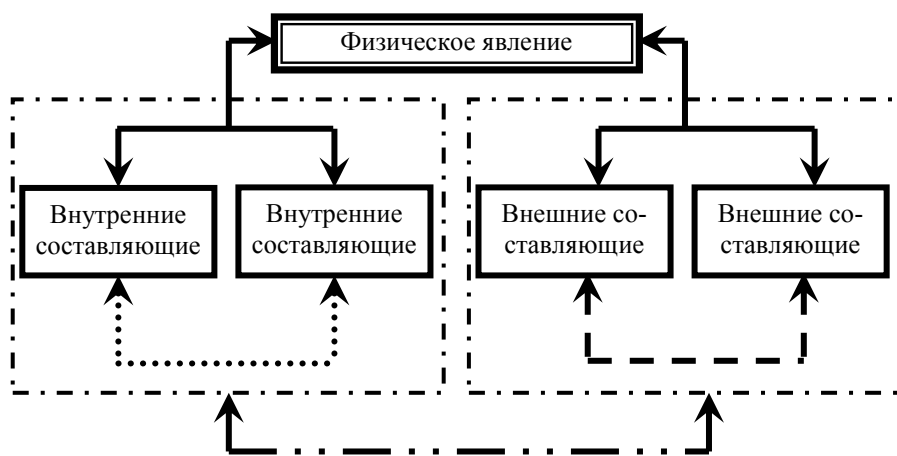 Физическое явление
Внутренние
составляющие
Внутренние
составляющие
Внешние со-
ставляющие
Внешние со-
ставляющие